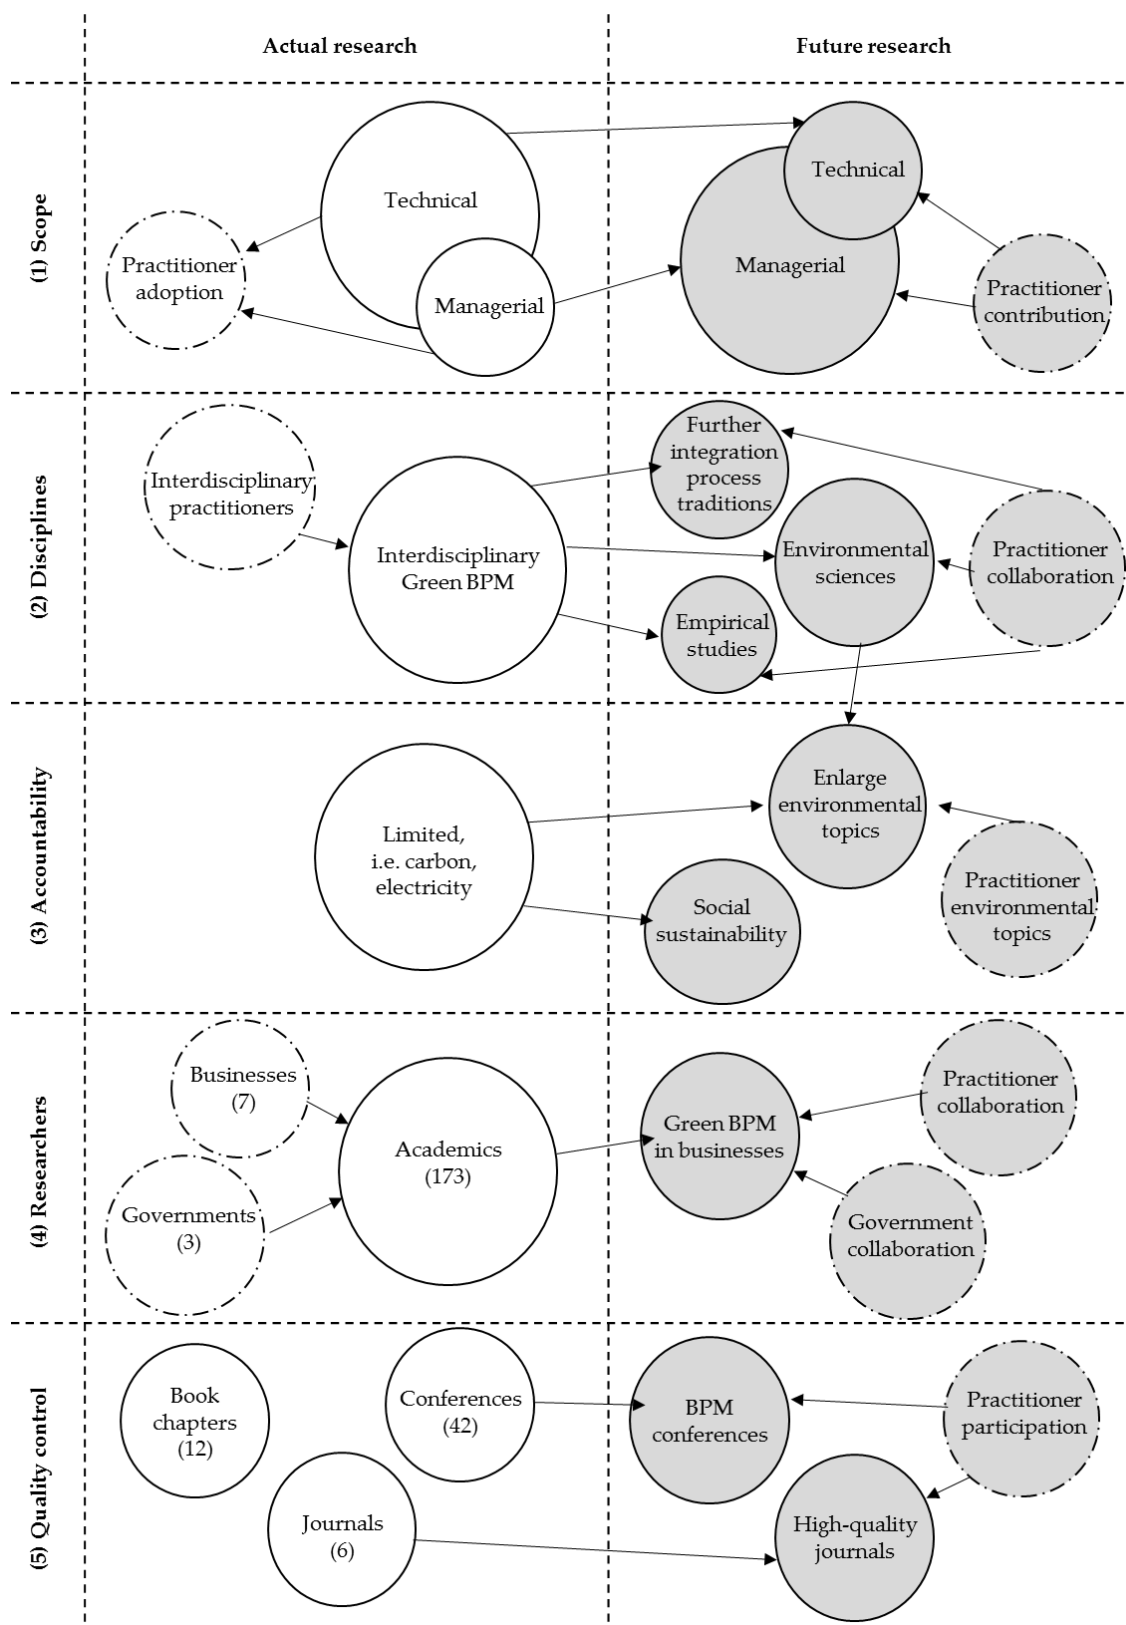 Actual research
Future research
(1) Scope
Technical
Managerial
Practitioner
adoption
Technical
Managerial
Practitioner
contribution
(2) Disciplines
Interdisciplinary
practitioners
Interdisciplinary
Green BPM
Further
integration
process
traditions
Environmental
sciences
Empirical
studies
Practitioner
collaboration
(3) Accountability
Limited,
i.e. carbon,
electricity
Enlarge
environmental
topics
Social
sustainability
Practitioner
environmental
topics
(4) Researchers
Businesses
(7)
Governments
(3)
Academics
(173)
Green BPM
in businesses
Practitioner
collaboration
Government
collaboration
(5) Quality control
Book
chapters
(12)
Conferences
(42)
Journals
(6)
BPM
conferences
High-quality
journals
Practitioner
participation